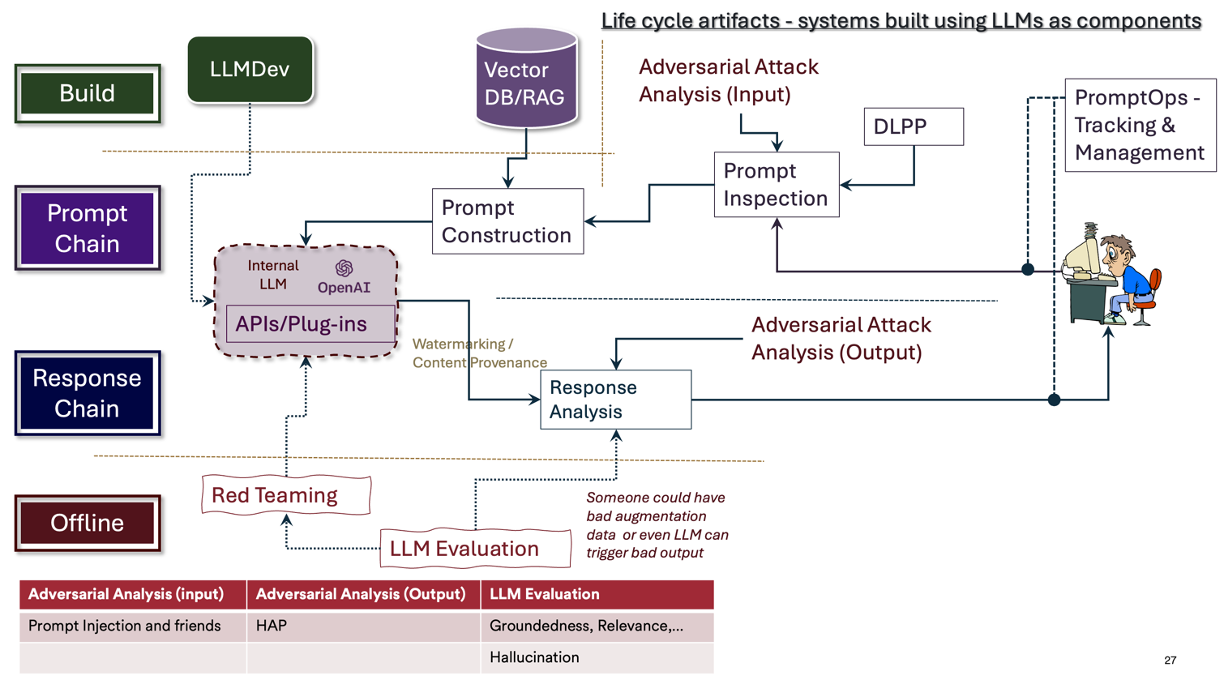 Life cycle artifacts - systems built using LLMs as components
Build
LLMDev
Vector
DB/RAG
Adversarial Attack
Analysis (Input)
DLPP
PromptOps -
Tracking &
Management
Prompt
Chain
Prompt
Construction
Prompt
Inspection
Internal
LLM
OpenAI
APIs/Plug-ins
Watermarking /
Content Provenance
Adversarial Attack
Analysis (Output)
Response
Chain
Response
Analysis
Offline
Red Teaming
LLM Evaluation
Someone could have
bad augmentation
data or even LLM can
trigger bad output
Adversarial Analysis (input) Adversarial Analysis (Output) LLM Evaluation
Prompt Injection and friends HAP Groundedness, Relevance,...
Hallucination
27